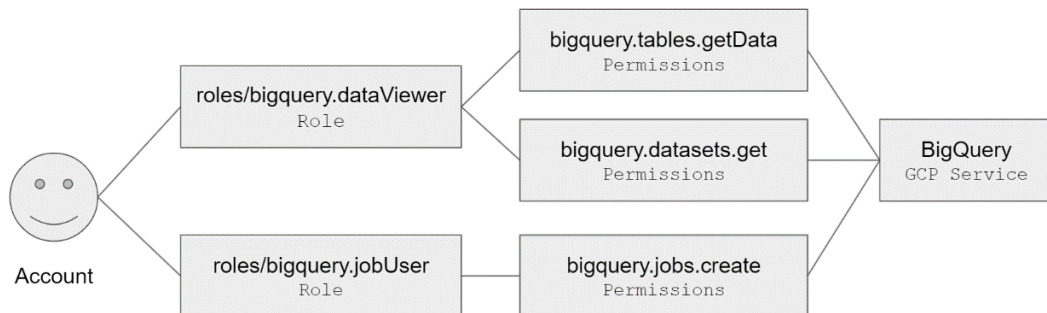 bigquery.tables.getData
Permissions
roles/bigquery.dataViewer
Role
bigquery.datasets.get
Permissions
BigQuery
GCP Service
Account
roles/bigquery.jobUser
Role
bigquery.jobs.create
Permissions